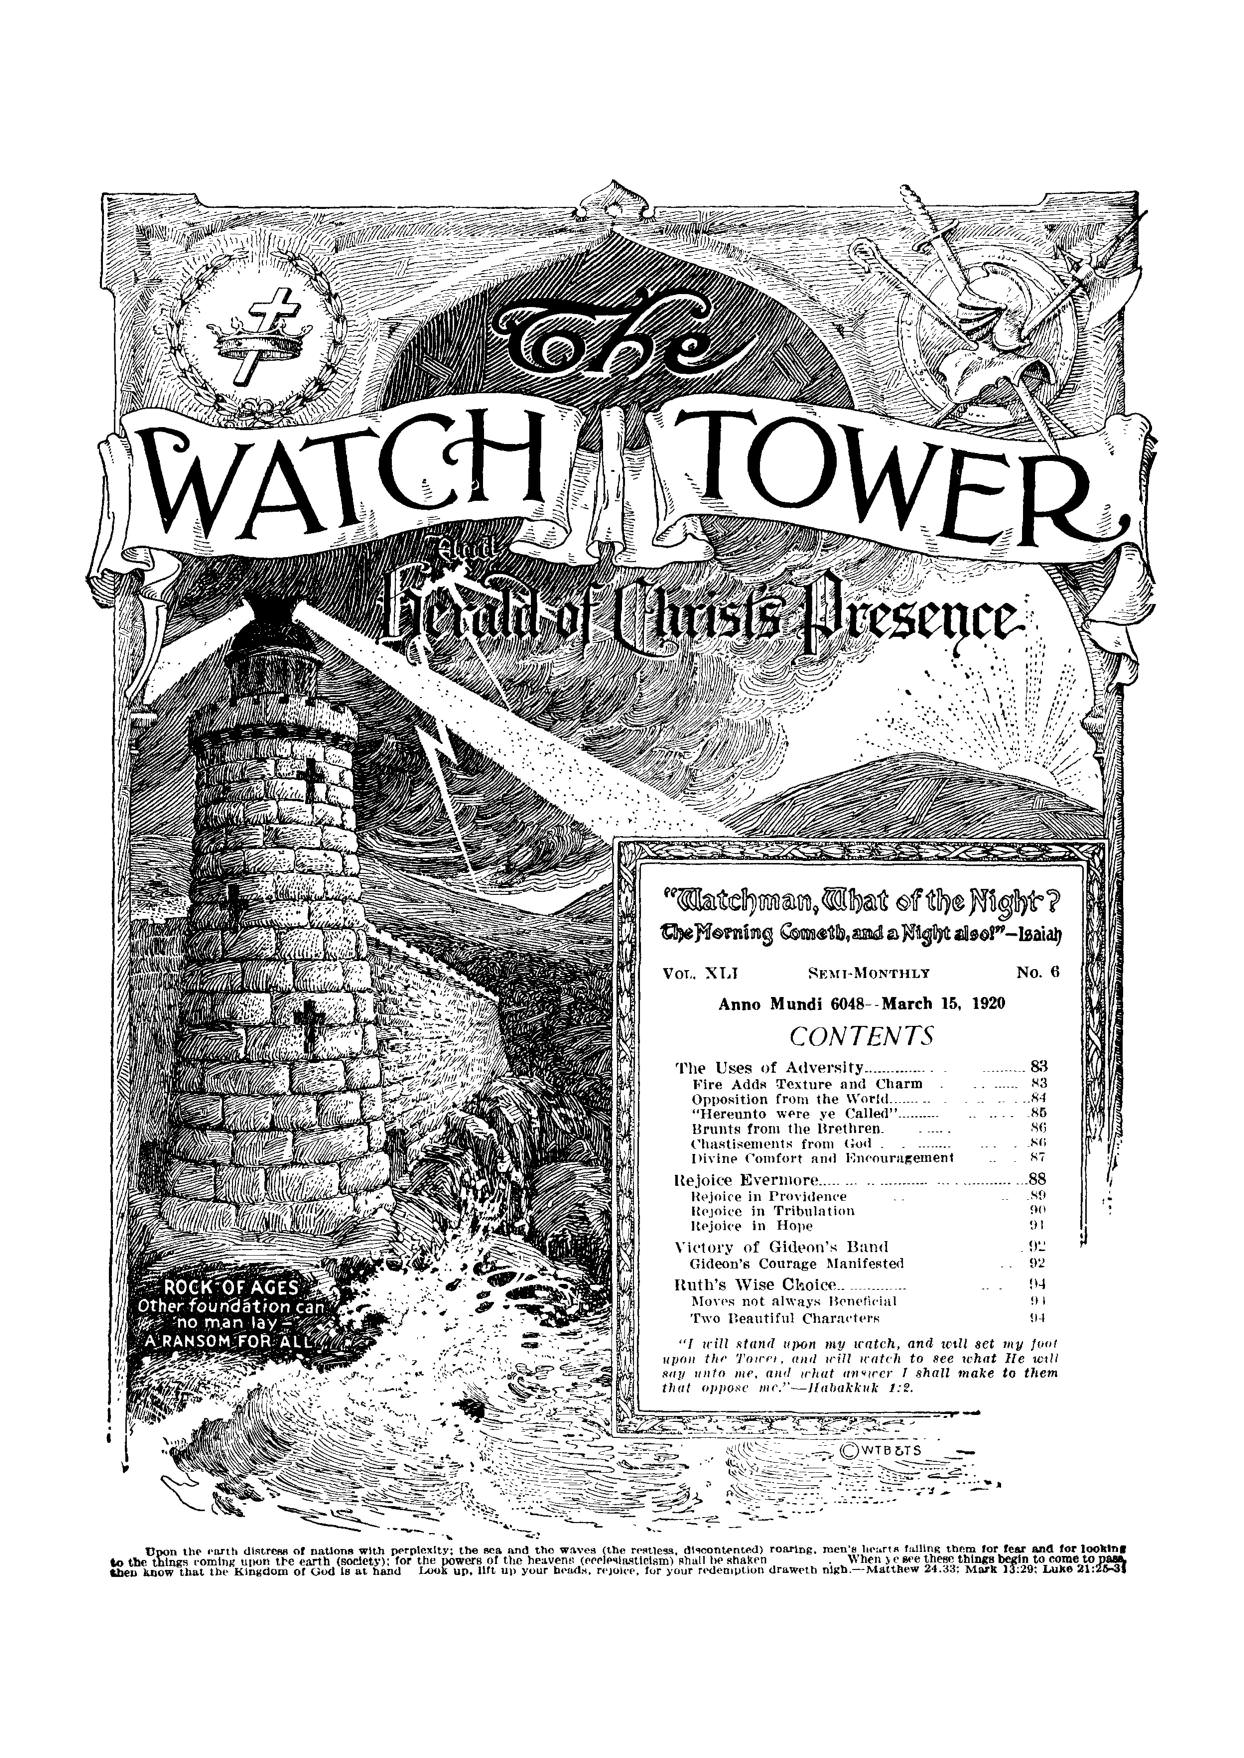 The
WATCH TOWER
And
Herald of Christ's Presence
"Watchman, What of the Night?
The Morning Cometh, and a Night also!"—Isaiah
VOL. XLI SEMI-MONTHLY No. 6
Anno Mundi 6048--March 15, 1920
CONTENTS
The Uses of Adversity 83
Fire Adds Texture and Charm 83
Opposition from the World 84
"Hereunto were ye Called" 85
Brunts from the Brethren 86
Chastisements from God 86
Divine Comfort and Encouragement 87
Rejoice Evermore 88
Rejoice in Providence 89
Rejoice in Tribulation 90
Rejoice in Hope 91
Victory of Gideon's Band 92
Gideon's Courage Manifested 92
Ruth's Wise Choice 94
Moves not always Beneficial 94
Two Beautiful Characters 94
"I will stand upon my watch, and will set my foot
upon the Tower, and will watch to see what He will
say unto me, and what answer I shall make to them
that oppose me."—Habakkuk 1:2.
ROCK OF AGES
Other foundation can
no man lay—
A RANSOM FOR ALL
©WTB&TS
Upon the earth distress of nations with perplexity; the sea and the waves (the restless, discontented) roaring, men's hearts failing them for fear and for looking
to the things coming upon the earth (society); for the powers of the heavens (ecclesiasticism) shall be shaken . When ye see these things begin to come to pass,
then know that the Kingdom of God is at hand Look up, lift up your heads, rejoice, for your redemption draweth nigh.—Matthew 24.33; Mark 13:29; Luke 21:25-31